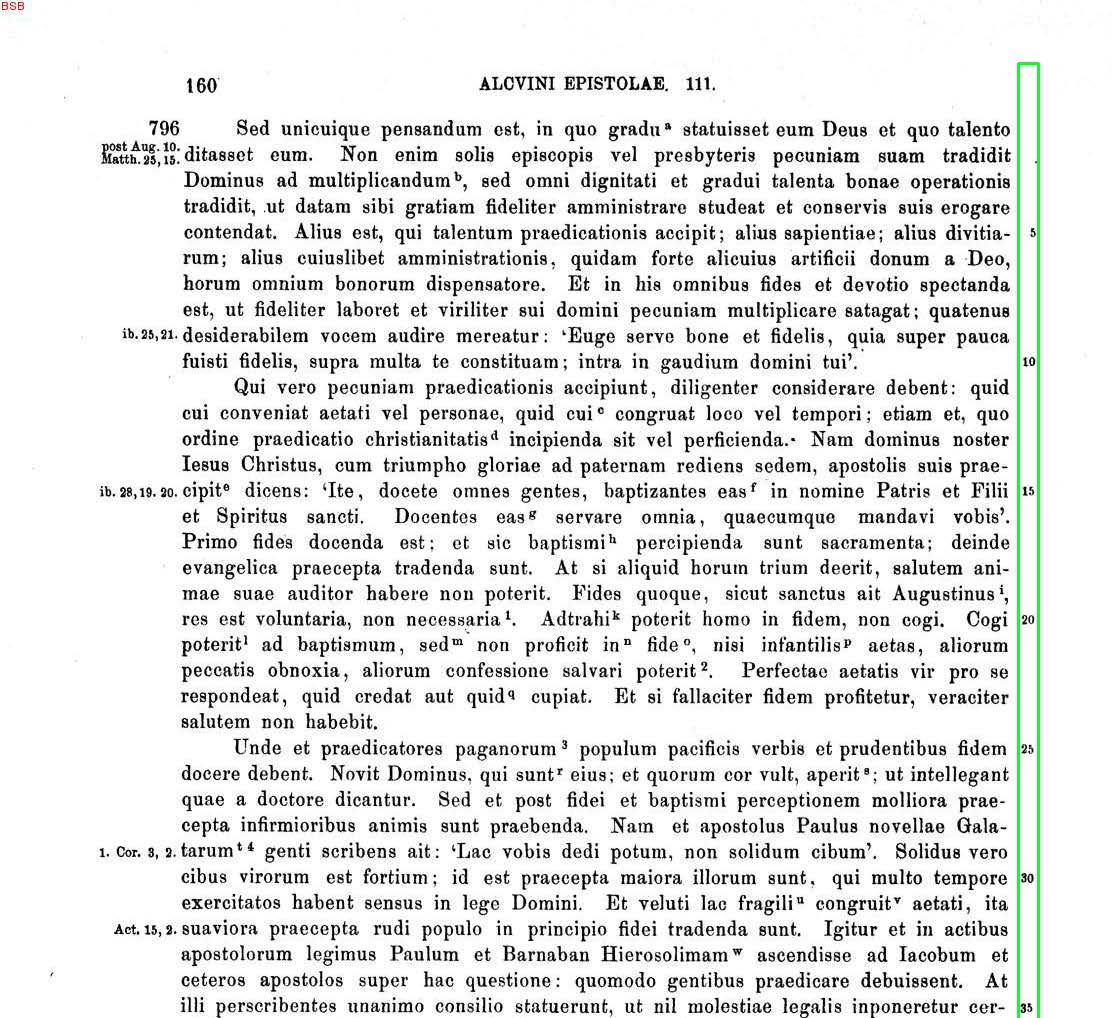 BSB
160 ALCVINI EPISTOLAE. 111.
796 Sed unicuique pensandum est, in quo gradu a statuisset eum Deus et quo talento
post Aug. 10.
Matth. 25, 15. ditasset eum. Non enim solis episcopis vel presbyteris pecuniam suam tradidit
Dominus ad multiplicandum b, sed omni dignitati et gradui talenta bonae operationis
tradidit, ut datam sibi gratiam fideliter amministrare studeat et conservis suis erogare
contendat. Alius est, qui talentum praedicationis accipit; alius sapientiae; alius divitia- 5
rum; alius cuiuslibet amministrationis, quidam forte alicuius artificii donum a Deo,
horum omnium bonorum dispensatore. Et in his omnibus fides et devotio spectanda
est, ut fideliter laboret et viriliter sui domini pecuniam multiplicare satagat; quatenus
ib. 25, 21. desiderabilem vocem audire mereatur: ‘Euge serve bone et fidelis, quia super pauca
fuisti fidelis, supra multa te constituam; intra in gaudium domini tui’. 10
Qui vero pecuniam praedicationis accipiunt, diligenter considerare debent: quid
cui conveniat aetati vel personae, quid cui c congruat loco vel tempori; etiam et, quo
ordine praedicatio christianitatis d incipienda sit vel perficienda. Nam dominus noster
Iesus Christus, cum triumpho gloriae ad paternam rediens sedem, apostolis suis prae-
ib. 28, 19. 20. cipit e dicens: ‘Ite, docete omnes gentes, baptizantes eas f in nomine Patris et Filii 15
et Spiritus sancti. Docentes eas g servare omnia, quaecumque mandavi vobis’.
Primo fides docenda est; et sic baptismi h percipienda sunt sacramenta; deinde
evangelica praecepta tradenda sunt. At si aliquid horum trium deerit, salutem ani-
mae suae auditor habere non poterit. Fides quoque, sicut sanctus ait Augustinus i,
res est voluntaria, non necessaria 1. Adtrahi k poterit homo in fidem, non cogi. Cogi 20
poterit l ad baptismum, sed m non proficit in n fide o, nisi infantilis p aetas, aliorum
peccatis obnoxia, aliorum confessione salvari poterit 2. Perfectae aetatis vir pro se
respondeat, quid credat aut quid q cupiat. Et si fallaciter fidem profitetur, veraciter
salutem non habebit.
Unde et praedicatores paganorum 3 populum pacificis verbis et prudentibus fidem 25
docere debent. Novit Dominus, qui sunt r eius; et quorum cor vult, aperit s; ut intellegant
quae a doctore dicantur. Sed et post fidei et baptismi perceptionem molliora prae-
cepta infirmioribus animis sunt praebenda. Nam et apostolus Paulus novellae Gala-
1. Cor. 3, 2. tarum t 4 genti scribens ait: ‘Lac vobis dedi potum, non solidum cibum’. Solidus vero
cibus virorum est fortium; id est praecepta maiora illorum sunt, qui multo tempore 30
exercitatos habent sensus in lege Domini. Et veluti lac fragili u congruit v aetati, ita
Act. 15, 2. suaviora praecepta rudi populo in principio fidei tradenda sunt. Igitur et in actibus
apostolorum legimus Paulum et Barnaban Hierosolimam w ascendisse ad Iacobum et
ceteros apostolos super hac questione: quomodo gentibus praedicare debuissent. At
illi perscribentes unanimo consilio statuerunt, ut nil molestiae legalis inponeretur cer- 35